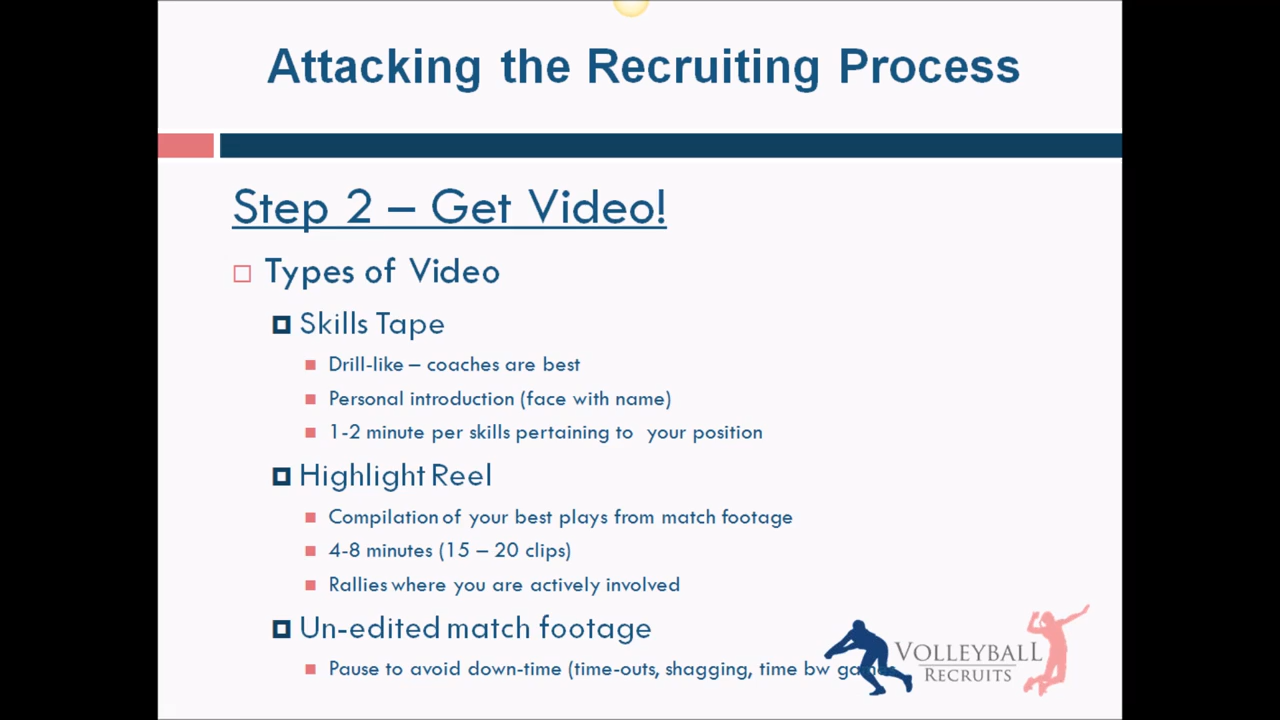 Attacking the Recruiting Process
Step 2 – Get Video!
Types of Video
Skills Tape
Drill-like – coaches are best
Personal introduction (face with name)
1-2 minute per skills pertaining to your position
Highlight Reel
Compilation of your best plays from match footage
4-8 minutes (15 – 20 clips)
Rallies where you are actively involved
Un-edited match footage
Pause to avoid down-time (time-outs, shagging, time bw
VOLLEYBALL
RECRUITS